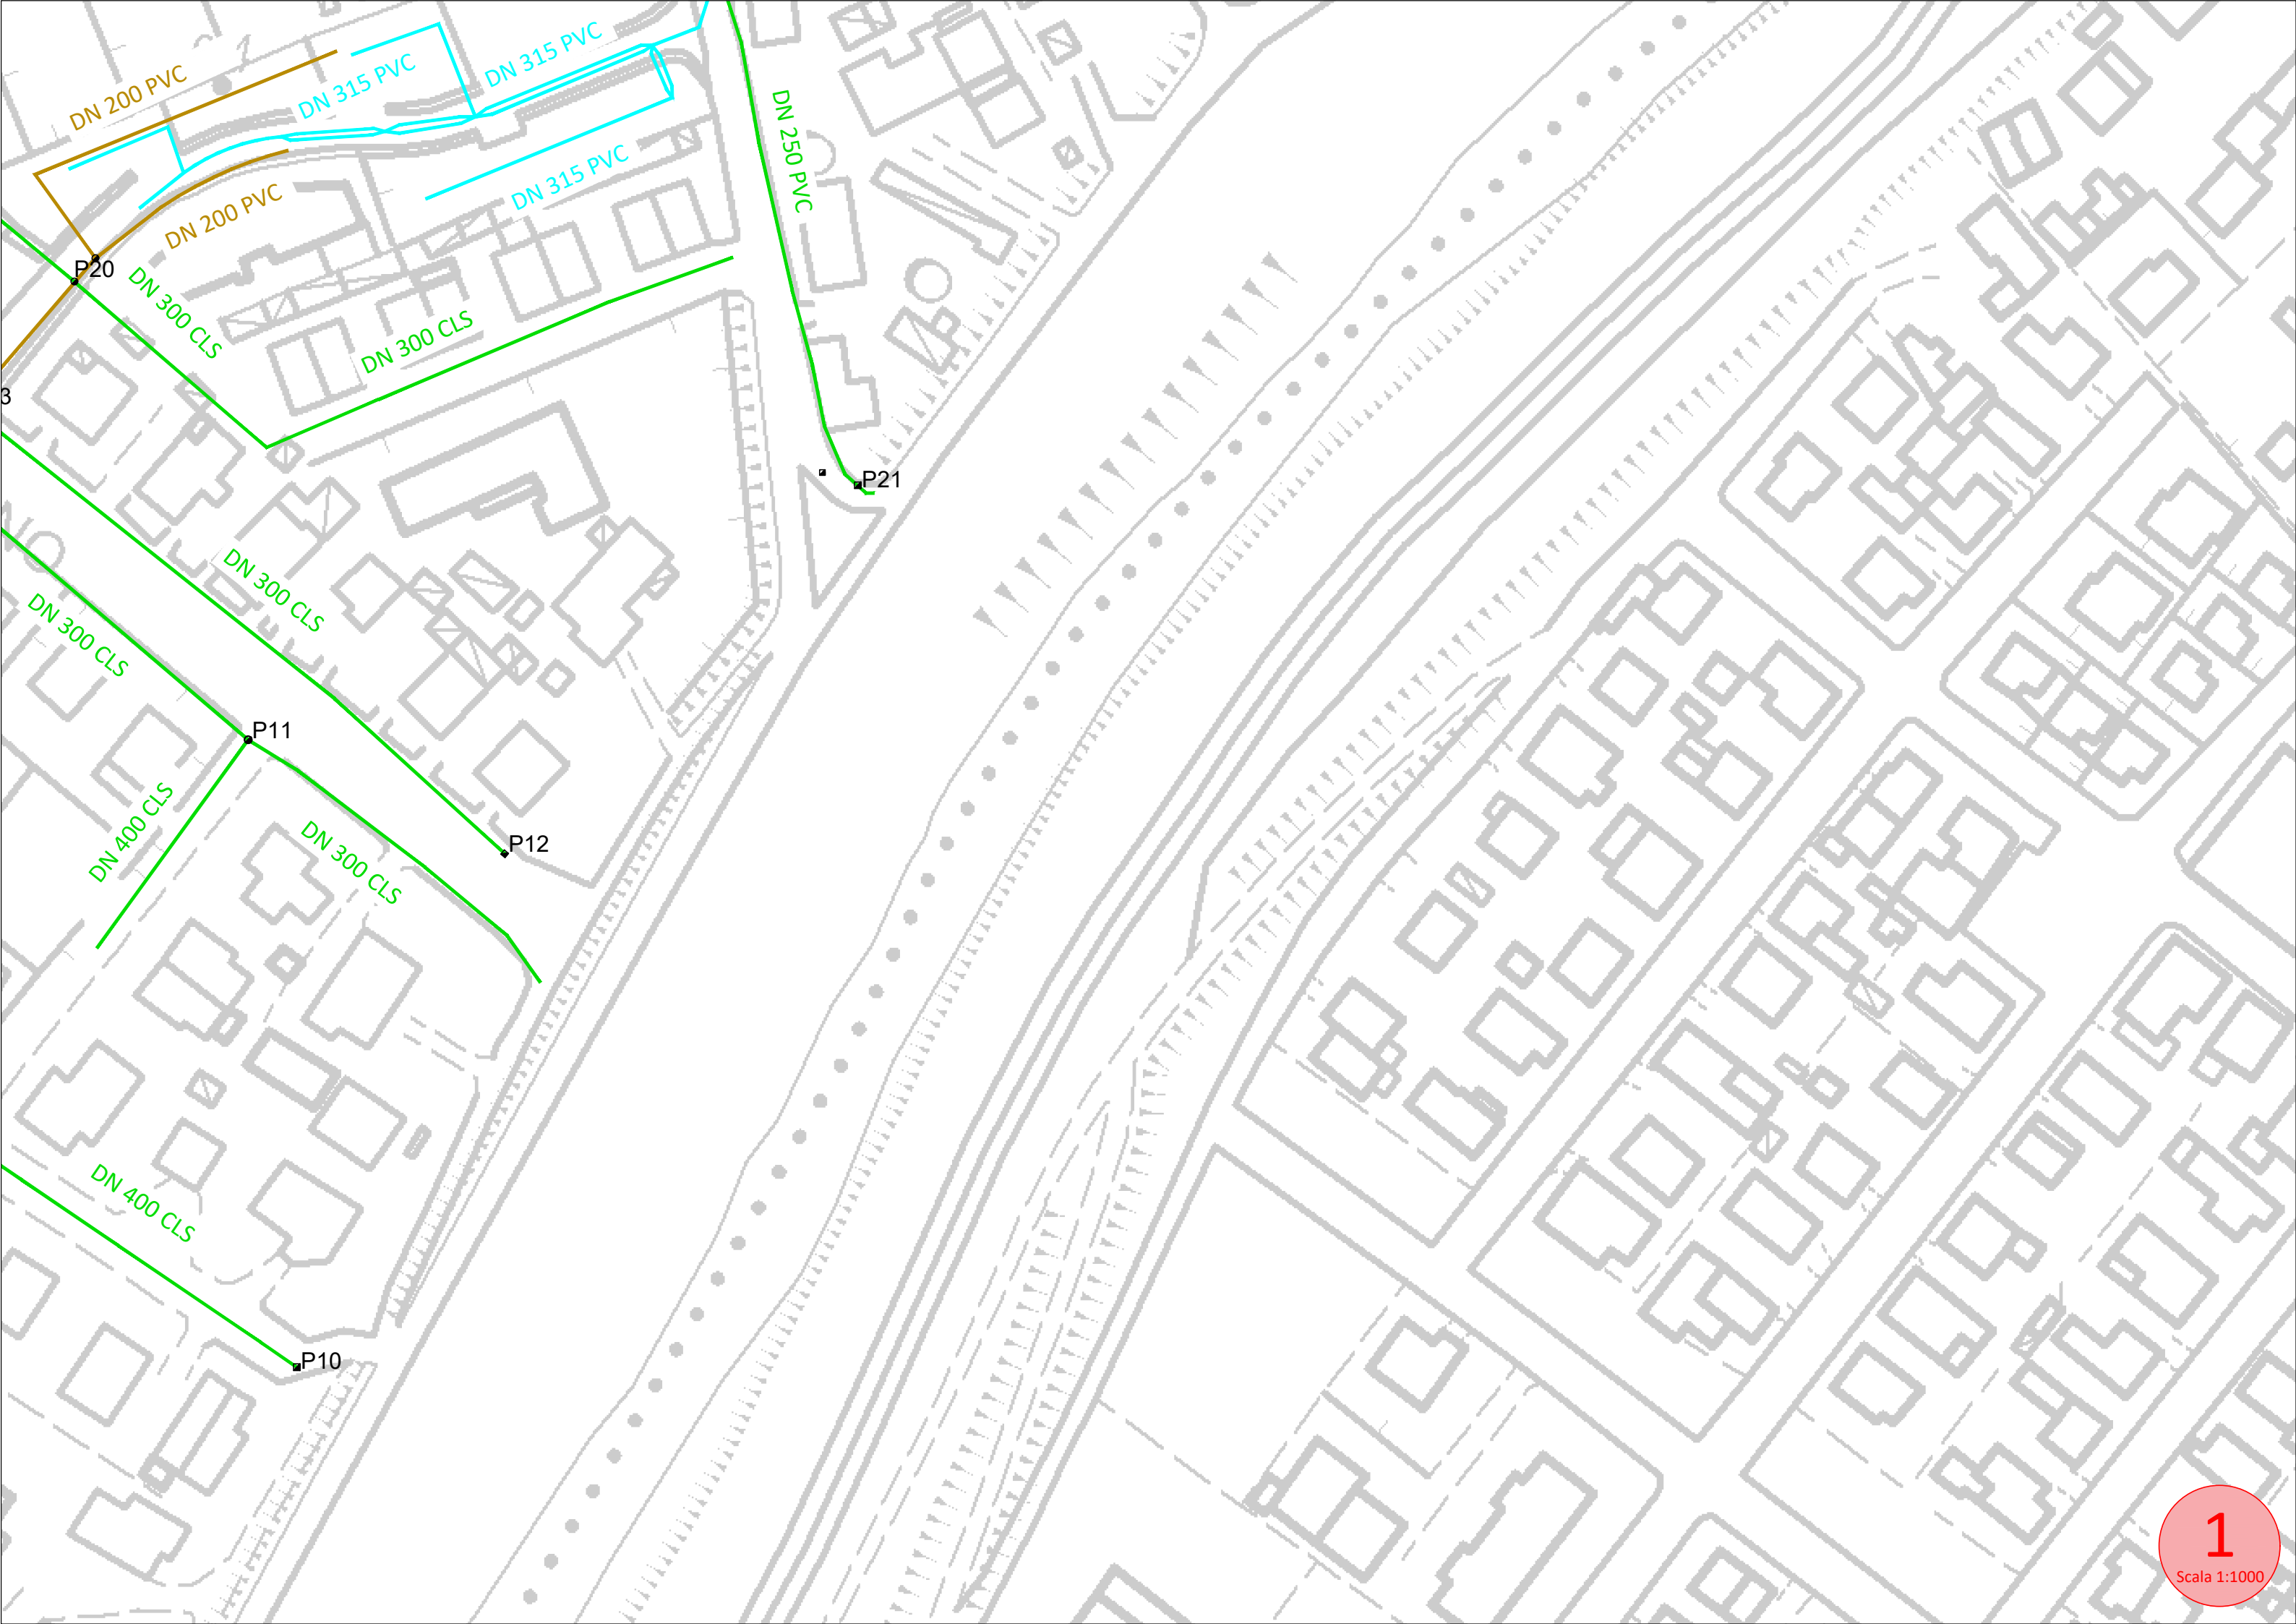 DN 200 PVC
DN 315 PVC
DN 315 PVC
DN 250 PVC
DN 315 PVC
DN 200 PVC
P20
DN 300 CLS
DN 300 CLS
3
P21
DN 300 CLS
DN 300 CLS
P11
DN 400 CLS
DN 300 CLS
P12
DN 400 CLS
P10
1
Scala 1:1000